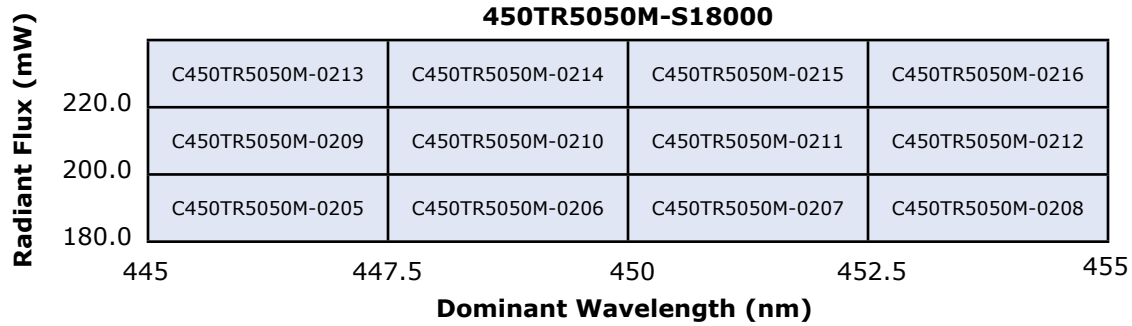 450TR5050M-S18000
Radiant Flux (mW)
C450TR5050M-0213 C450TR5050M-0214 C450TR5050M-0215 C450TR5050M-0216
220.0
C450TR5050M-0209 C450TR5050M-0210 C450TR5050M-0211 C450TR5050M-0212
200.0
C450TR5050M-0205 C450TR5050M-0206 C450TR5050M-0207 C450TR5050M-0208
180.0
445 447.5 450 452.5 455
Dominant Wavelength (nm)